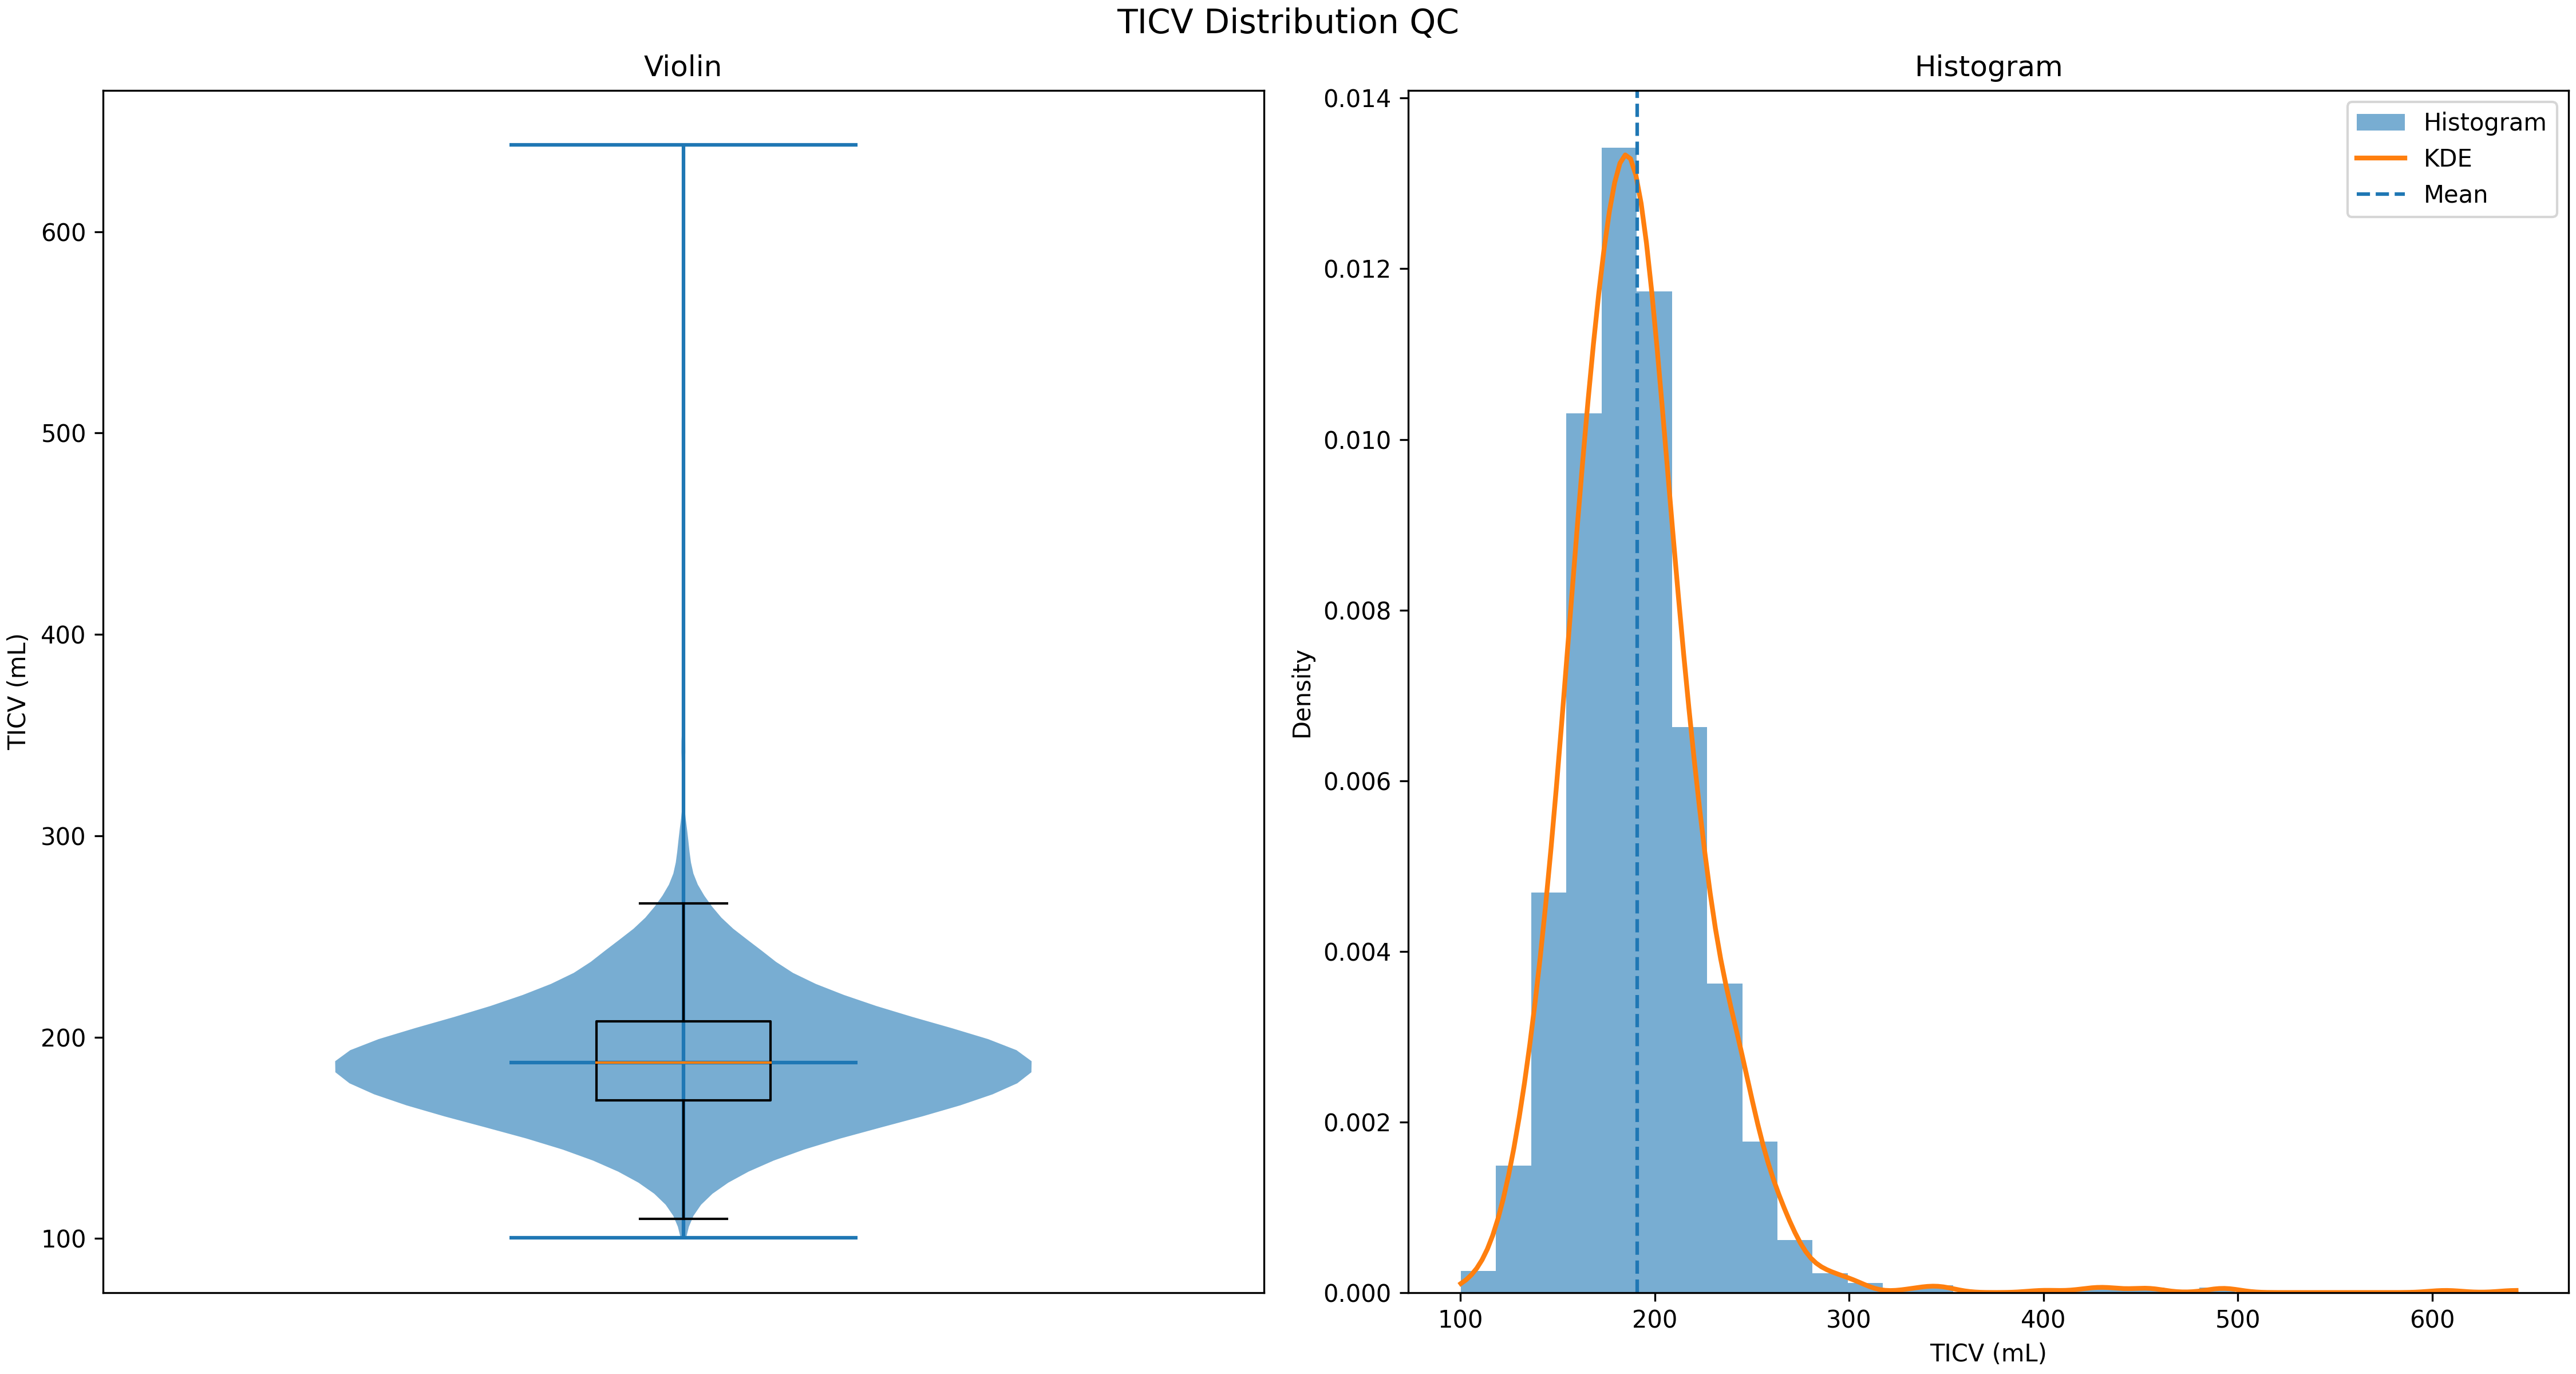 TICV Distribution QC
Violin
TICV (mL)
600
500
400
300
200
100
Histogram
Density
0.014
0.012
0.010
0.008
0.006
0.004
0.002
0.000
100 200 300 400 500 600
TICV (mL)
Histogram
KDE
Mean